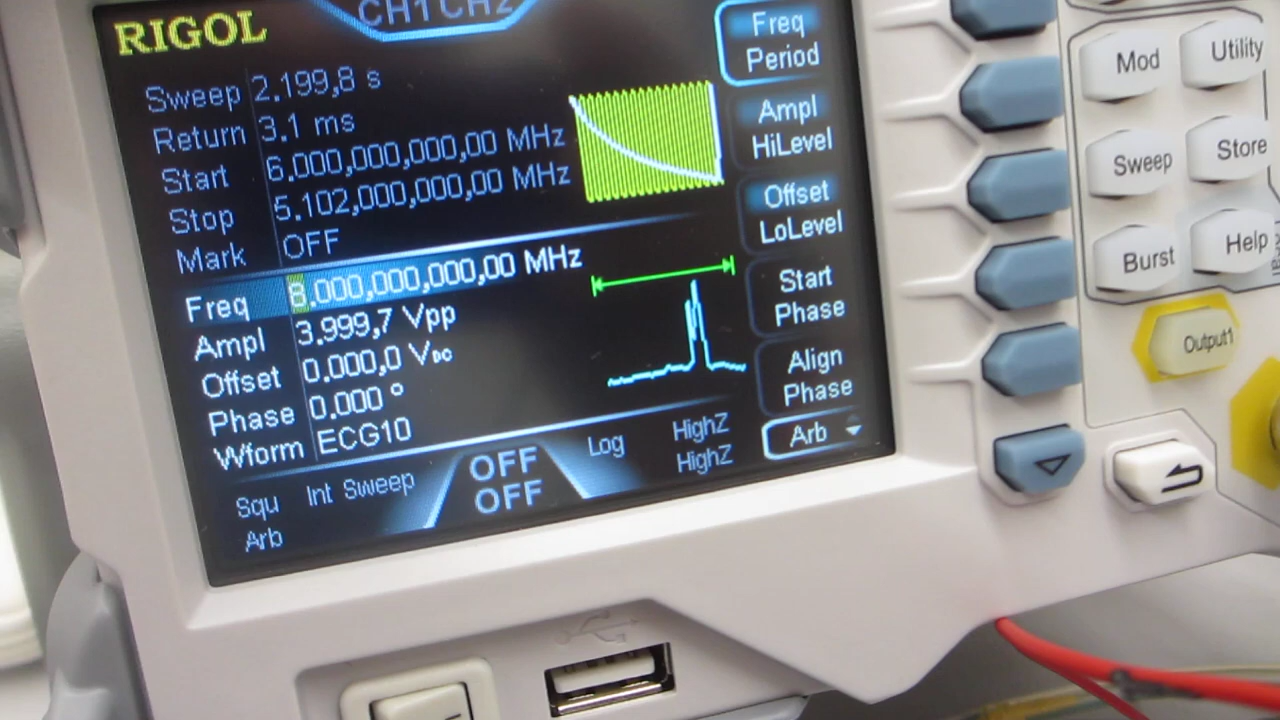 CH1 CH2
RIGOL
Sweep 2.199,8 s
Return 3.1 ms
Start 6.000,000,000,00 MHz
Stop 5.102,000,000,00 MHz
Mark OFF
Freq 8.000,000,000,00 MHz
Ampl 3.999,7 Vpp
Offset 0.000,0 VDC
Phase 0.000 °
Wform ECG10
Squ Int Sweep OFF Log HighZ
Arb OFF HighZ
Freq
Period
Ampl
HiLevel
Offset
LoLevel
Start
Phase
Align
Phase
Arb
Mod Utility
Sweep Store
Burst Help
Output1